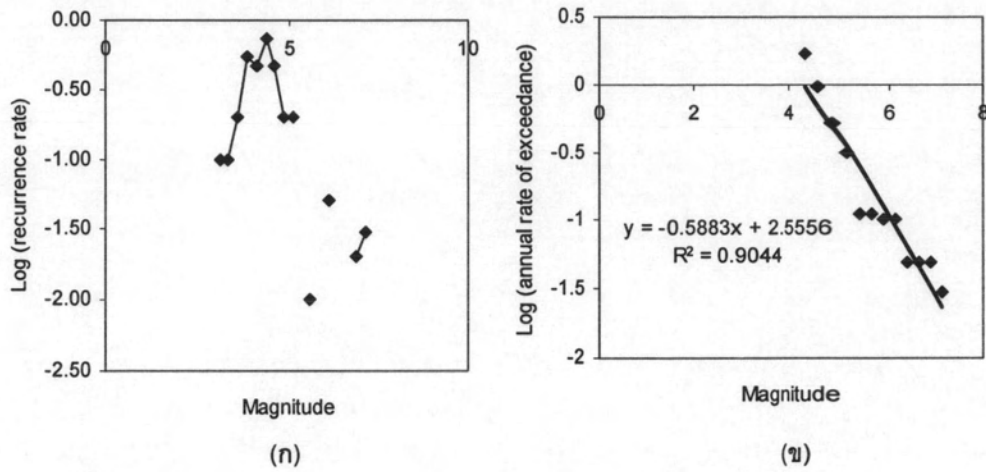 0.00
0
5
10
-0.50
-1.00
-1.50
-2.00
-2.50
Log (recurrence rate)
Magnitude
(ก)
0.5
0
0
2
4
6
8
-0.5
-1
-1.5
-2
Log (annual rate of exceedance)
y = -0.5883x + 2.5556
R² = 0.9044
Magnitude
(ข)